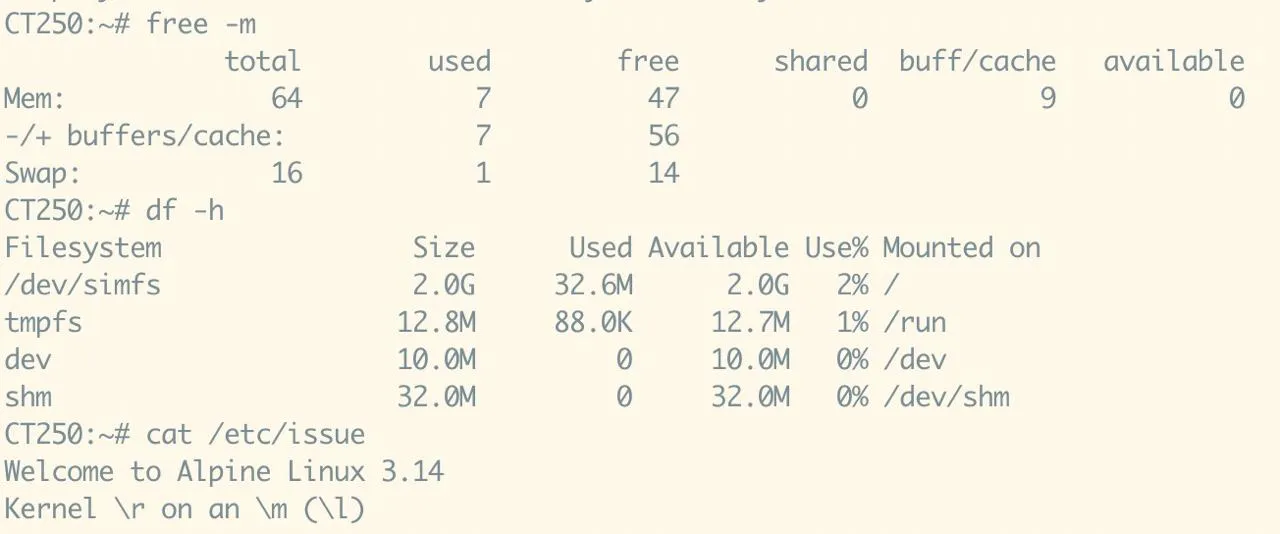 CT250:~# free -m
total used free shared buff/cache available
Mem: 64 7 47 0 9 0
-/+ buffers/cache: 7 56
Swap: 16 1 14
CT250:~# df -h
Filesystem Size Used Available Use% Mounted on
/dev/simfs 2.0G 32.6M 2.0G 2% /
tmpfs 12.8M 88.0K 12.7M 1% /run
dev 10.0M 0 10.0M 0% /dev
shm 32.0M 0 32.0M 0% /dev/shm
CT250:~# cat /etc/issue
Welcome to Alpine Linux 3.14
Kernel \r on an \m (\l)